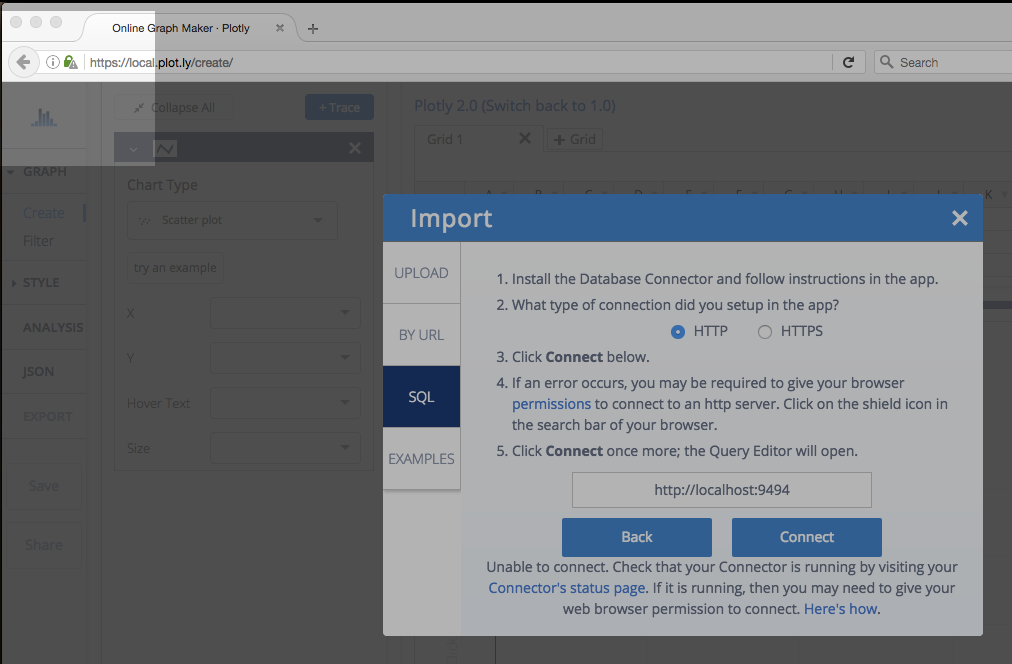 Online Graph Maker · Plotly
https://local.plot.ly/create/
Search
Collapse All
+ Trace
Plotly 2.0 (Switch back to 1.0)
Grid 1
+ Grid
GRAPH
Create
Filter
STYLE
ANALYSIS
JSON
EXPORT
Save
Share
Chart Type
Scatter plot
try an example
X
Y
Hover Text
Size
K
Import
UPLOAD
BY URL
SQL
EXAMPLES
1. Install the Database Connector and follow instructions in the app.
2. What type of connection did you setup in the app?
HTTP HTTPS
3. Click Connect below.
4. If an error occurs, you may be required to give your browser
permissions to connect to an http server. Click on the shield icon in
the search bar of your browser.
5. Click Connect once more; the Query Editor will open.
http://localhost:9494
Back Connect
Unable to connect. Check that your Connector is running by visiting your
Connector's status page. If it is running, then you may need to give your
web browser permission to connect. Here's how.